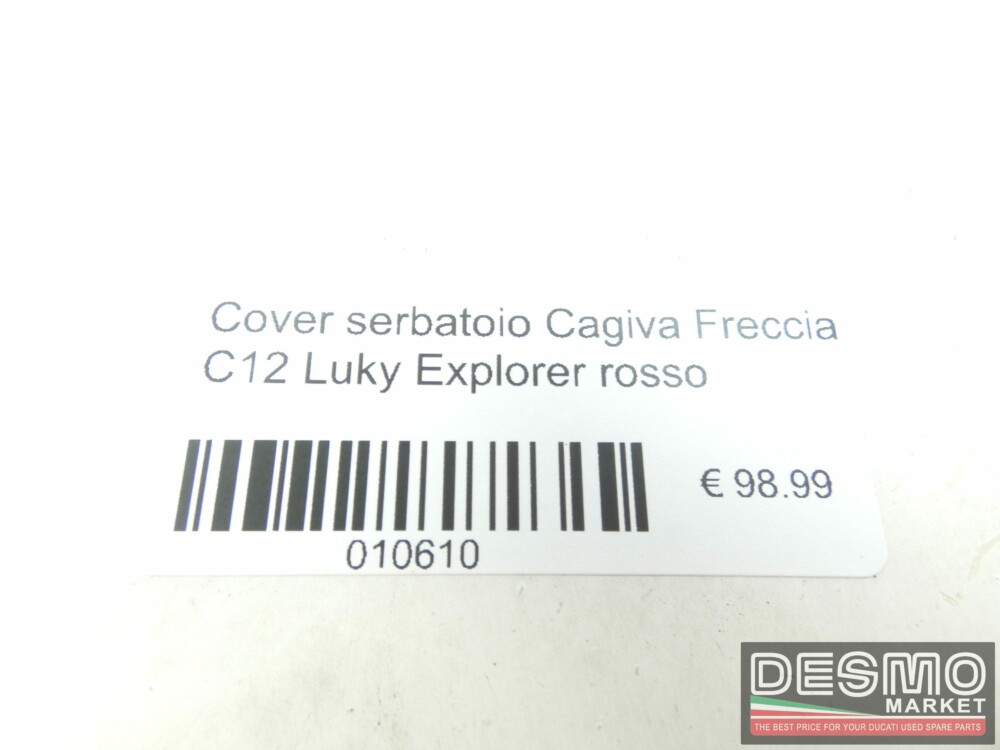 Cover serbatoio Cagiva Freccia
C12 Luky Explorer rosso
€ 98.99
010610
DESMO
MARKET
THE BEST PRICE FOR YOUR DUCATI USED SPARE PARTS